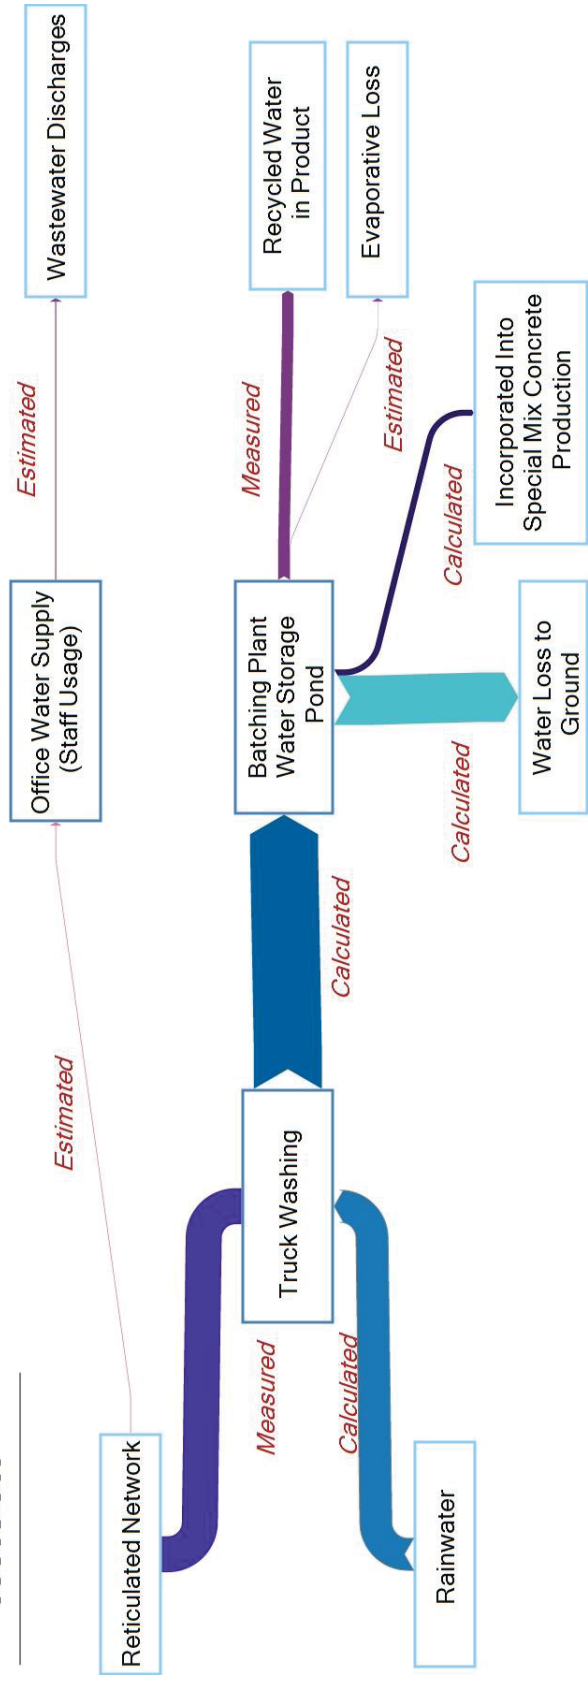 Reticulated Network
Estimated
Office Water Supply
(Staff Usage)
Estimated
Wastewater Discharges
Measured
Truck Washing
Calculated
Rainwater
Calculated
Batching Plant
Water Storage
Pond
Measured
Recycled Water
in Product
Estimated
Evaporative Loss
Calculated
Incorporated Into
Special Mix Concrete
Production
Calculated
Water Loss to
Ground